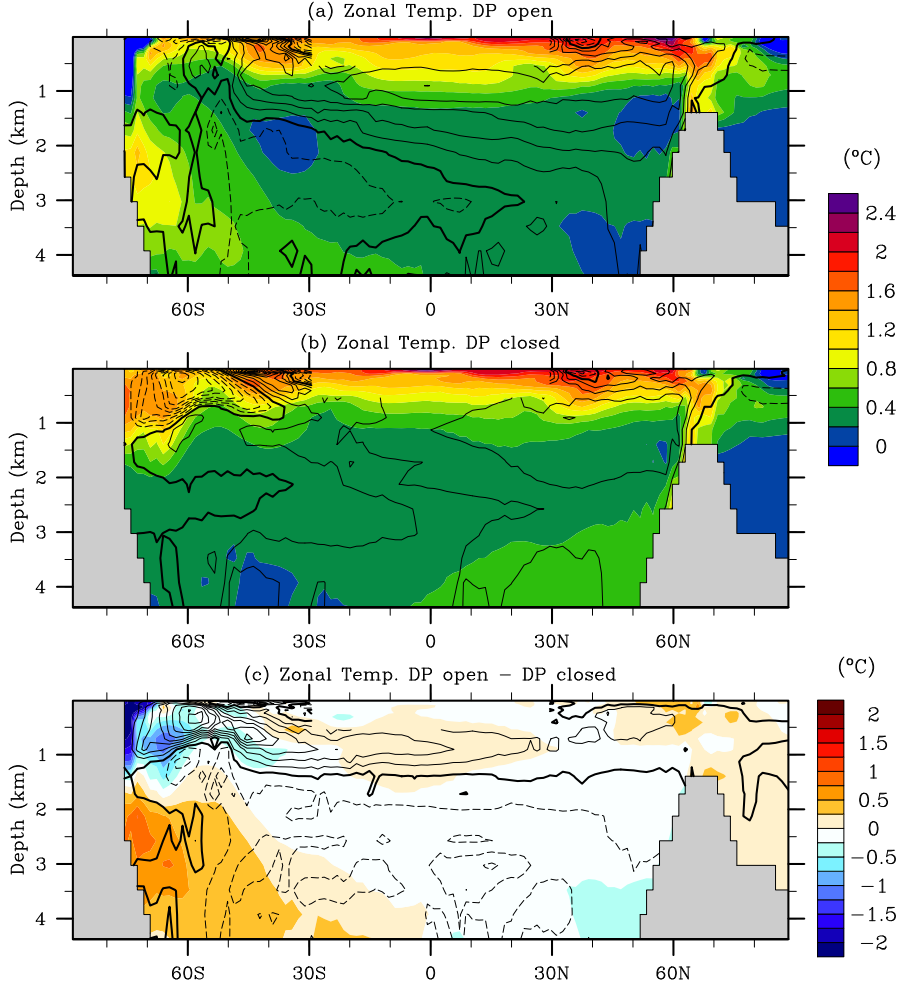 (a) Zonal Temp. DP open
Depth (km)
1
2
3
4
60S 30S 0 30N 60N
(°C)
2.4
2
1.6
1.2
0.8
0.4
0
(b) Zonal Temp. DP closed
Depth (km)
1
2
3
4
60S 30S 0 30N 60N
(c) Zonal Temp. DP open − DP closed
Depth (km)
1
2
3
4
60S 30S 0 30N 60N
(°C)
2
1.5
1
0.5
0
−0.5
−1
−1.5
−2